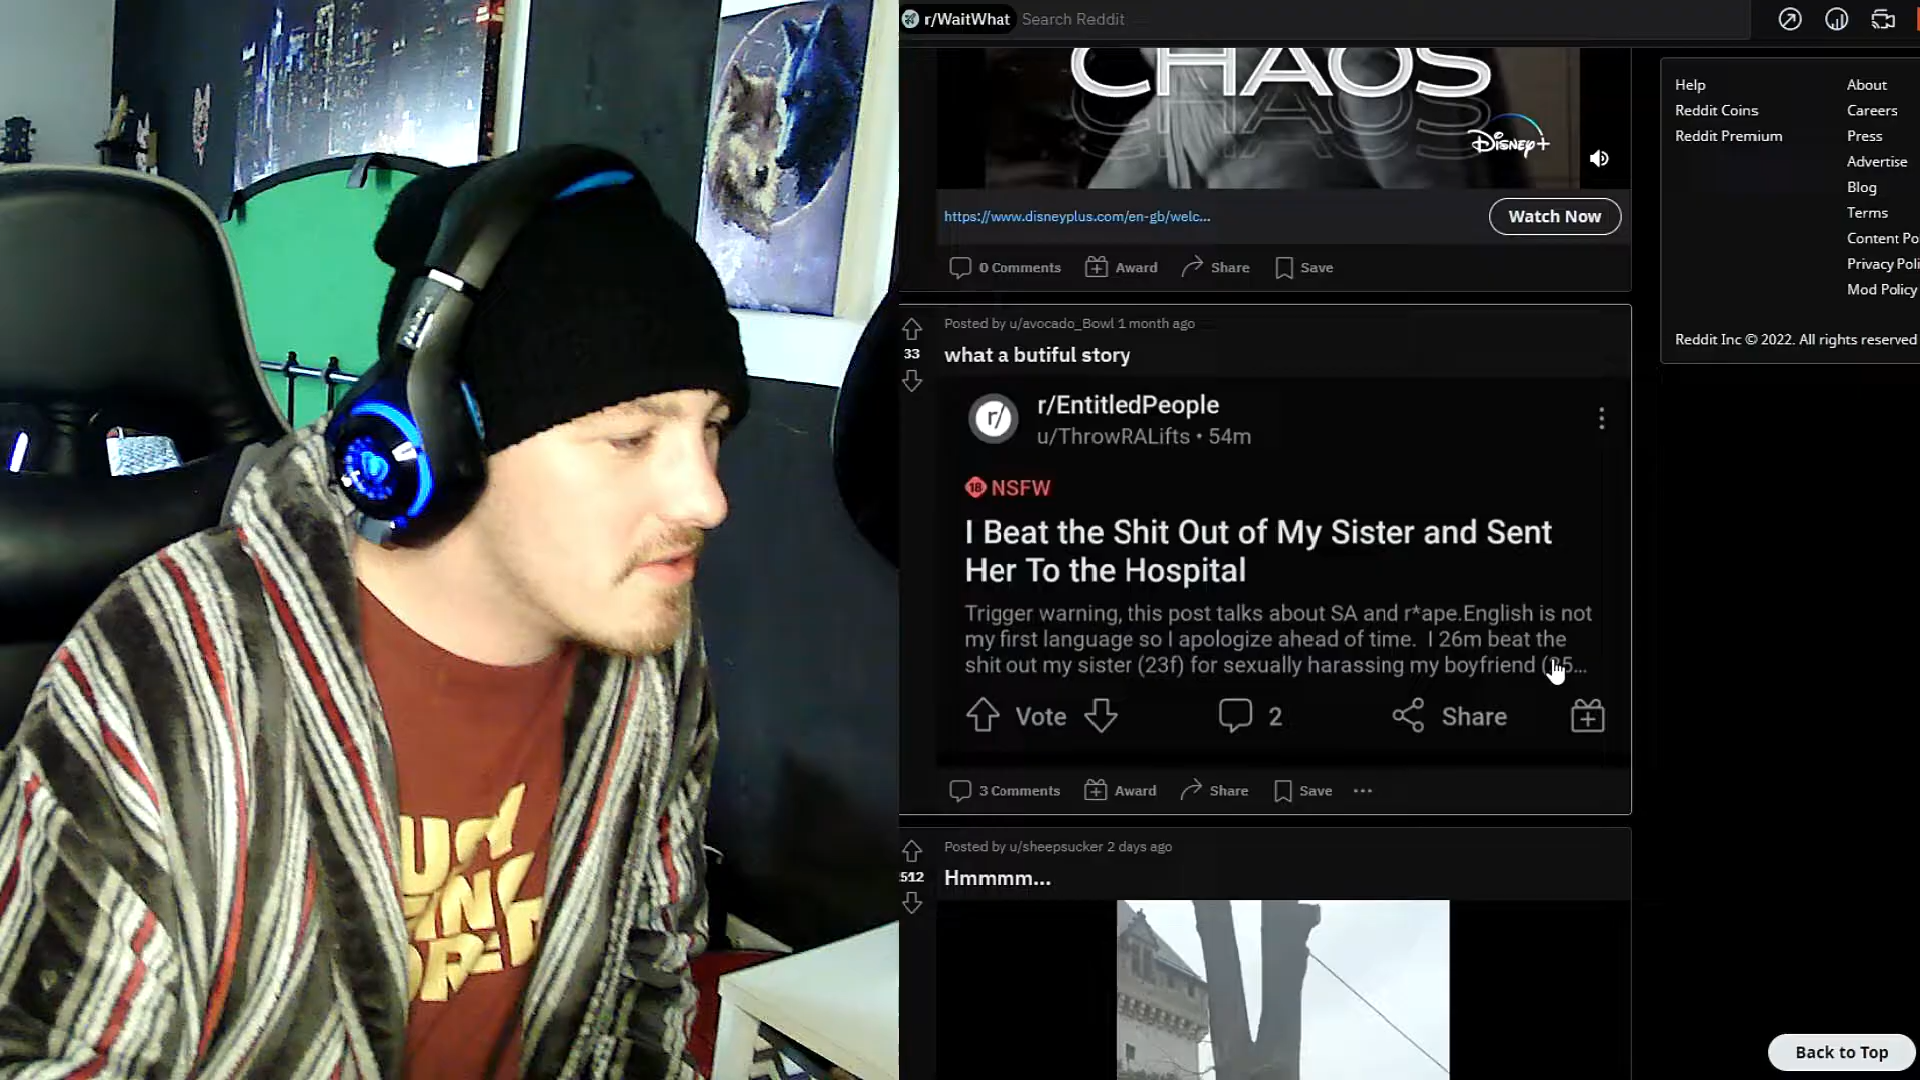 r/WaitWhat Search Reddit
CHAOS
Disney+
https://www.disneyplus.com/en-gb/welc...
Watch Now
0 Comments Award Share Save
Help
Reddit Coins
Reddit Premium
About
Careers
Press
Advertise
Blog
Terms
Content Po
Privacy Poli
Mod Policy
Reddit Inc © 2022. All rights reserved
Posted by u/avocado_Bowl 1 month ago
33
what a butiful story
r/EntitledPeople
u/ThrowRALifts • 54m
18 NSFW
I Beat the Shit Out of My Sister and Sent
Her To the Hospital
Trigger warning, this post talks about SA and r*ape.English is not
my first language so I apologize ahead of time. I 26m beat the
shit out my sister (23f) for sexually harassing my boyfriend
Vote 2 Share
3 Comments Award Share Save
Posted by u/sheepsucker 2 days ago
512
Hmmmm...
Back to Top